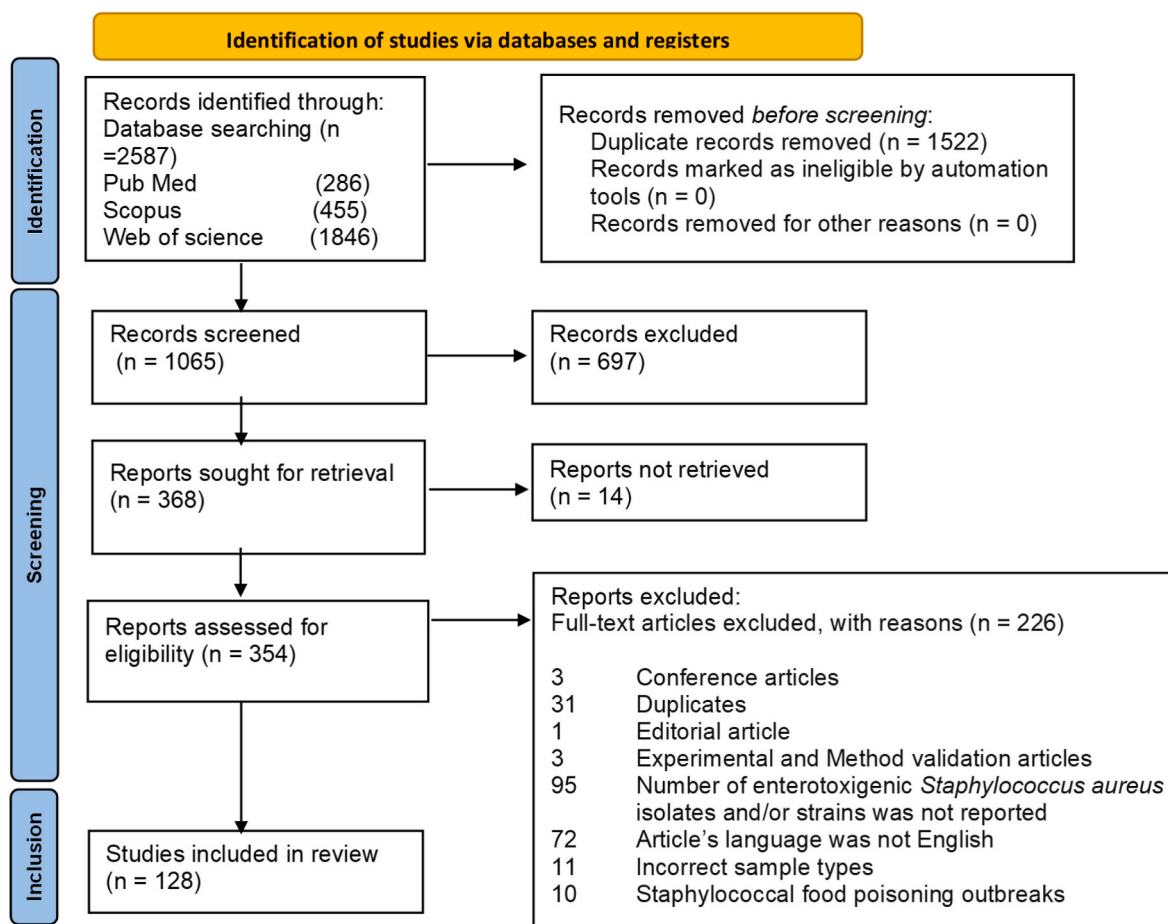 Identification of studies via databases and registers
Identification
Records identified through:
Database searching (n
=2587)
Pub Med (286)
Scopus (455)
Web of science (1846)
Records removed before screening:
Duplicate records removed (n = 1522)
Records marked as ineligible by automation
tools (n = 0)
Records removed for other reasons (n = 0)
Screening
Records screened
(n = 1065)
Records excluded
(n = 697)
Reports sought for retrieval
(n = 368)
Reports not retrieved
(n = 14)
Reports assessed for
eligibility (n = 354)
Reports excluded:
Full-text articles excluded, with reasons (n = 226)
3 Conference articles
31 Duplicates
1 Editorial article
3 Experimental and Method validation articles
95 Number of enterotoxigenic Staphylococcus aureus
isolates and/or strains was not reported
72 Article's language was not English
11 Incorrect sample types
10 Staphylococcal food poisoning outbreaks
Inclusion
Studies included in review
(n = 128)